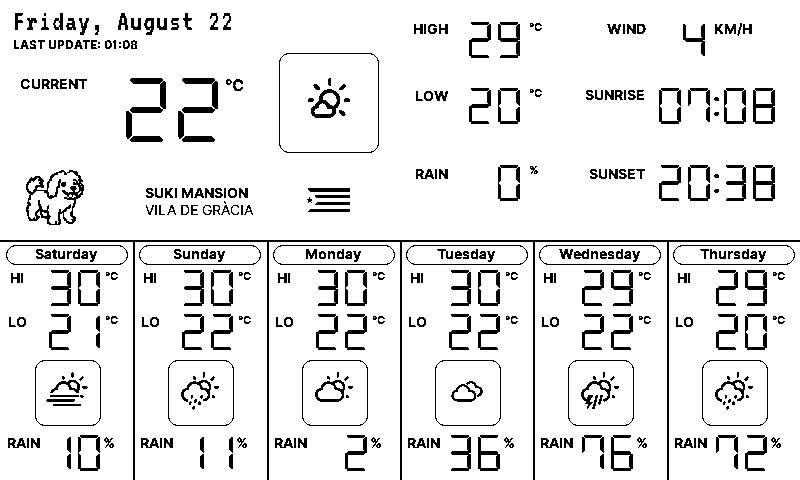 Friday, August 22
LAST UPDATE: 01:08
CURRENT 22 °C
SUKI MANSION
VILA DE GRÀCIA
HIGH 29 °C
LOW 20 °C
RAIN 0 %
WIND 4 KM/H
SUNRISE 07:08
SUNSET 20:38
Saturday
HI 30 °C
LO 21 °C
RAIN 10 %
Sunday
HI 30 °C
LO 22 °C
RAIN 11 %
Monday
HI 30 °C
LO 22 °C
RAIN 2 %
Tuesday
HI 30 °C
LO 22 °C
RAIN 36 %
Wednesday
HI 29 °C
LO 22 °C
RAIN 76 %
Thursday
HI 29 °C
LO 20 °C
RAIN 72 %